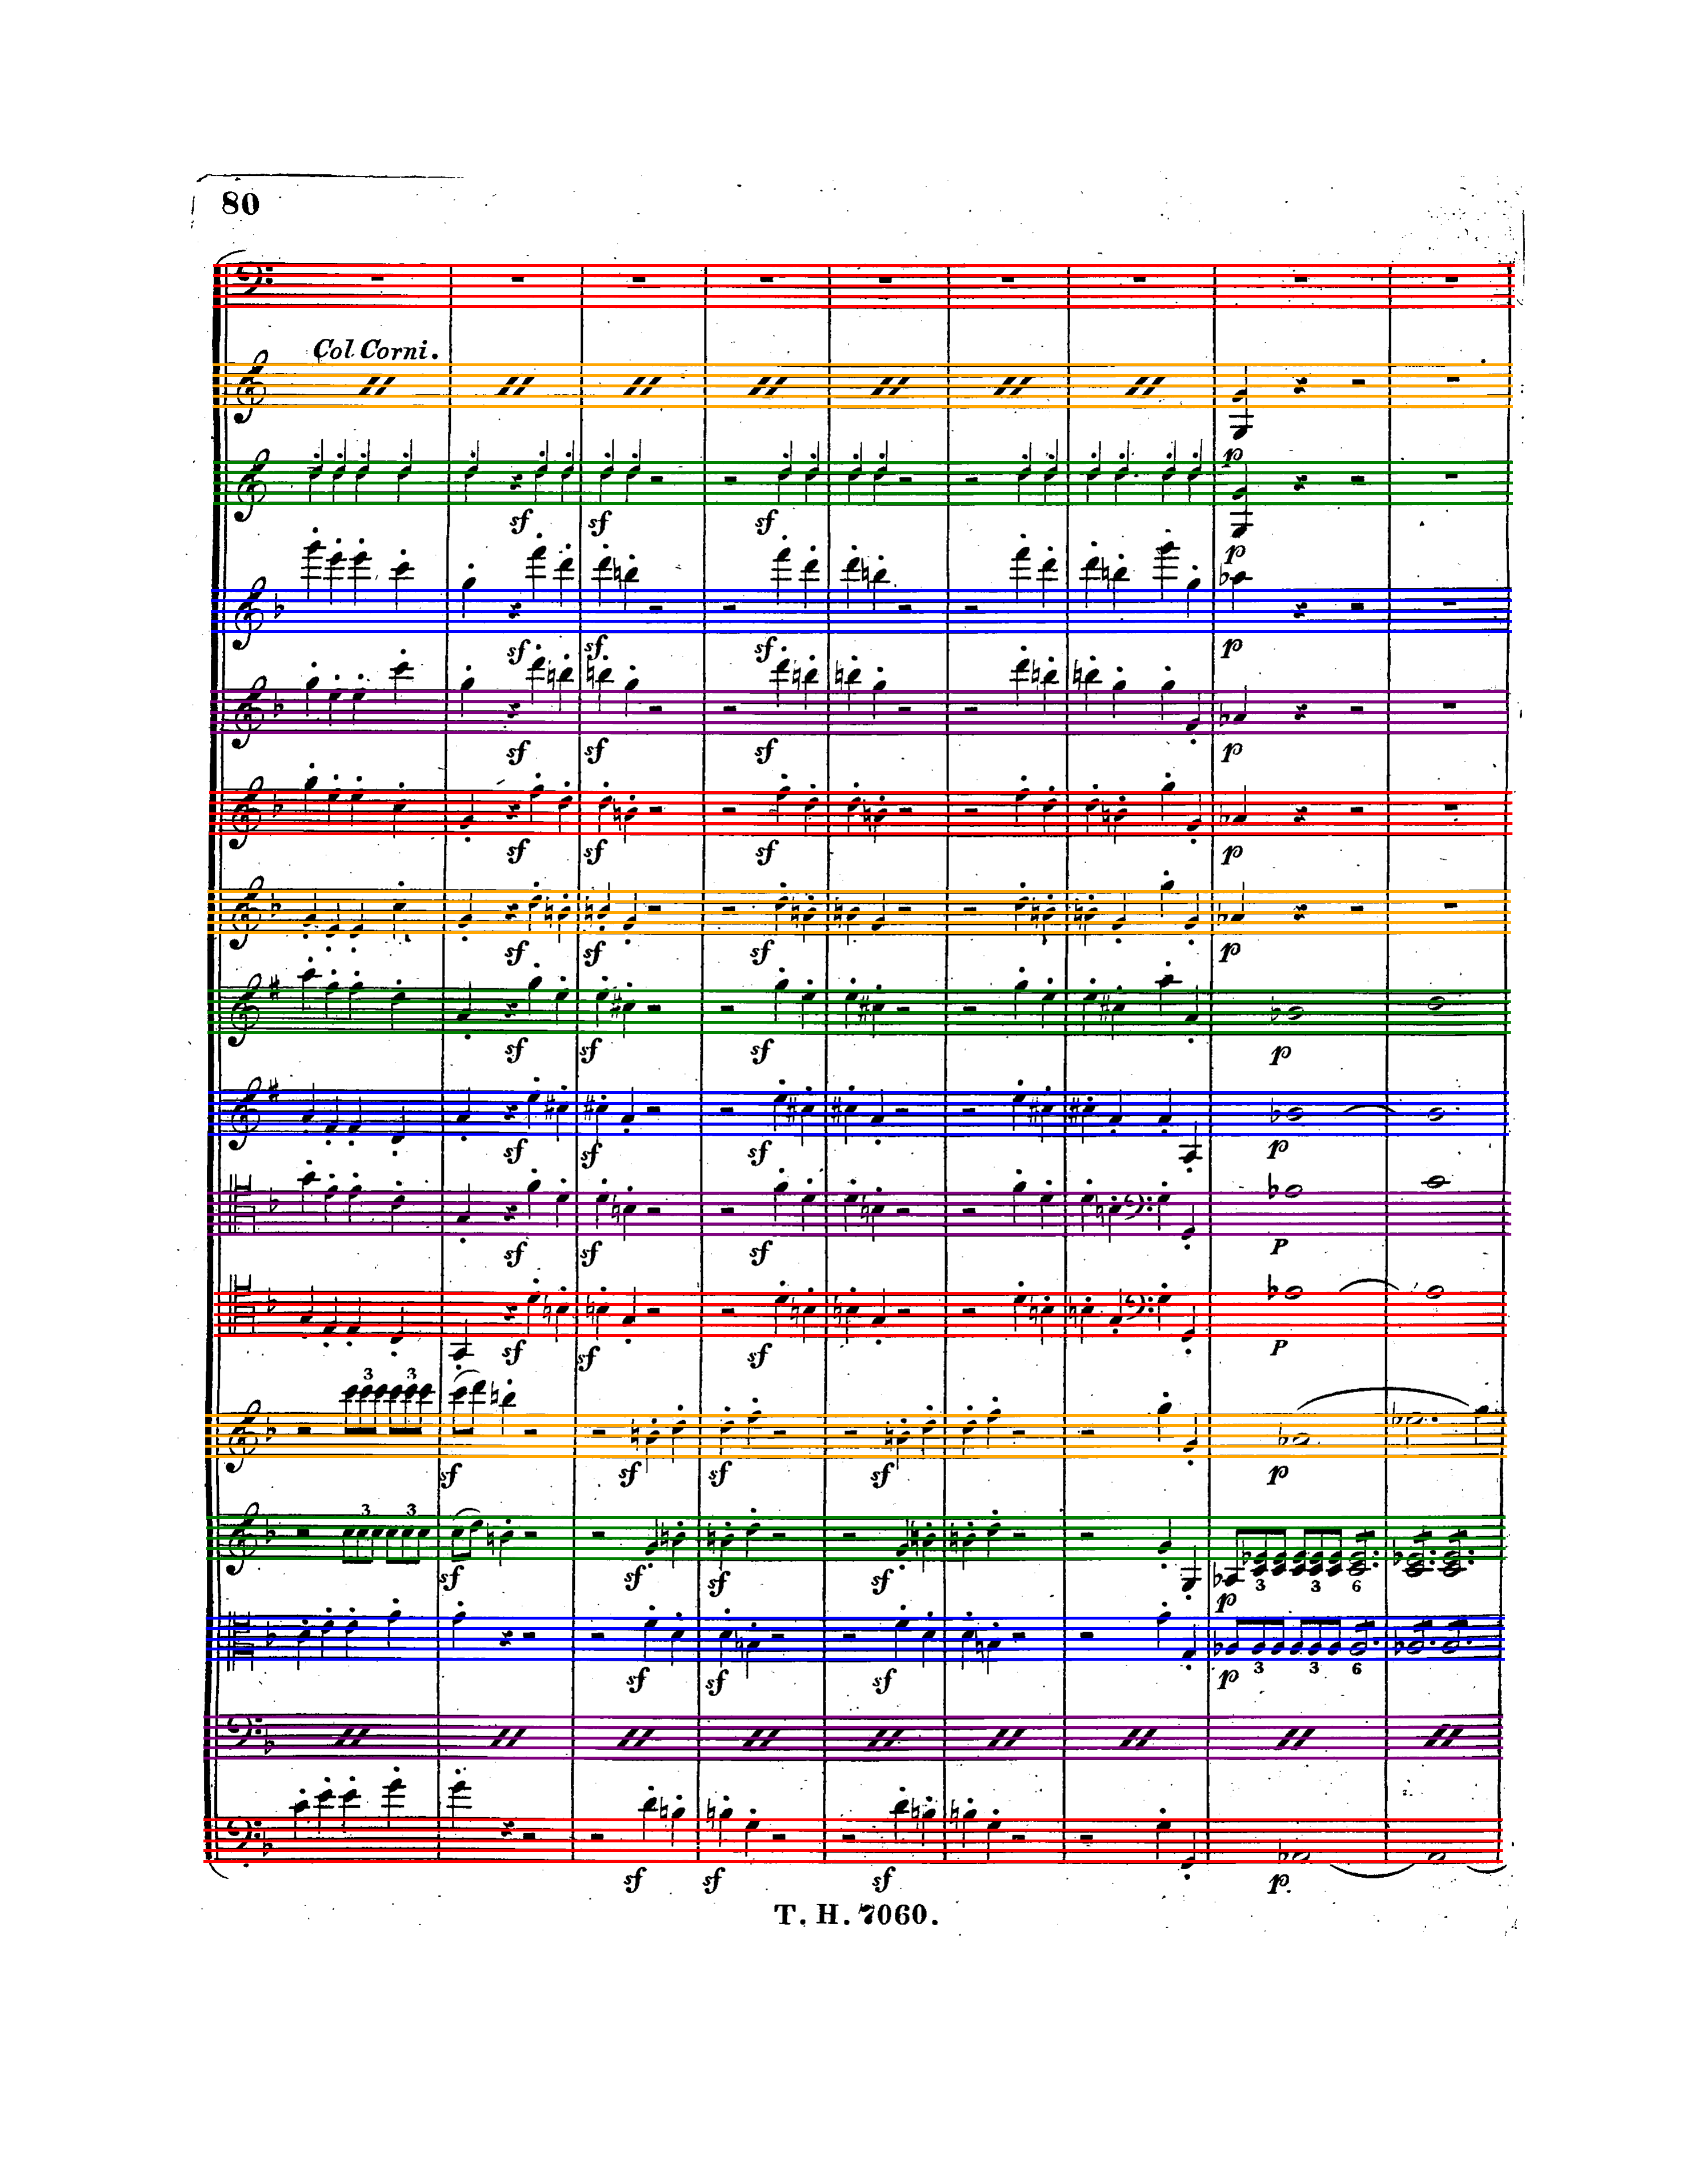 80
Col Corni.
p
sf sf sf
p
sf sf. sf p
sf sf sf p
sf sf sf p
sf sf sf p
sf sf sf p
sf sf sf p
sf sf sf p
sf sf sf p
3 3
sf sf sf sf p
3 3
sf sf sf sf p 3 3 6
sf sf sf p 3 3 6
sf sf sf p.
T. H. 7060.